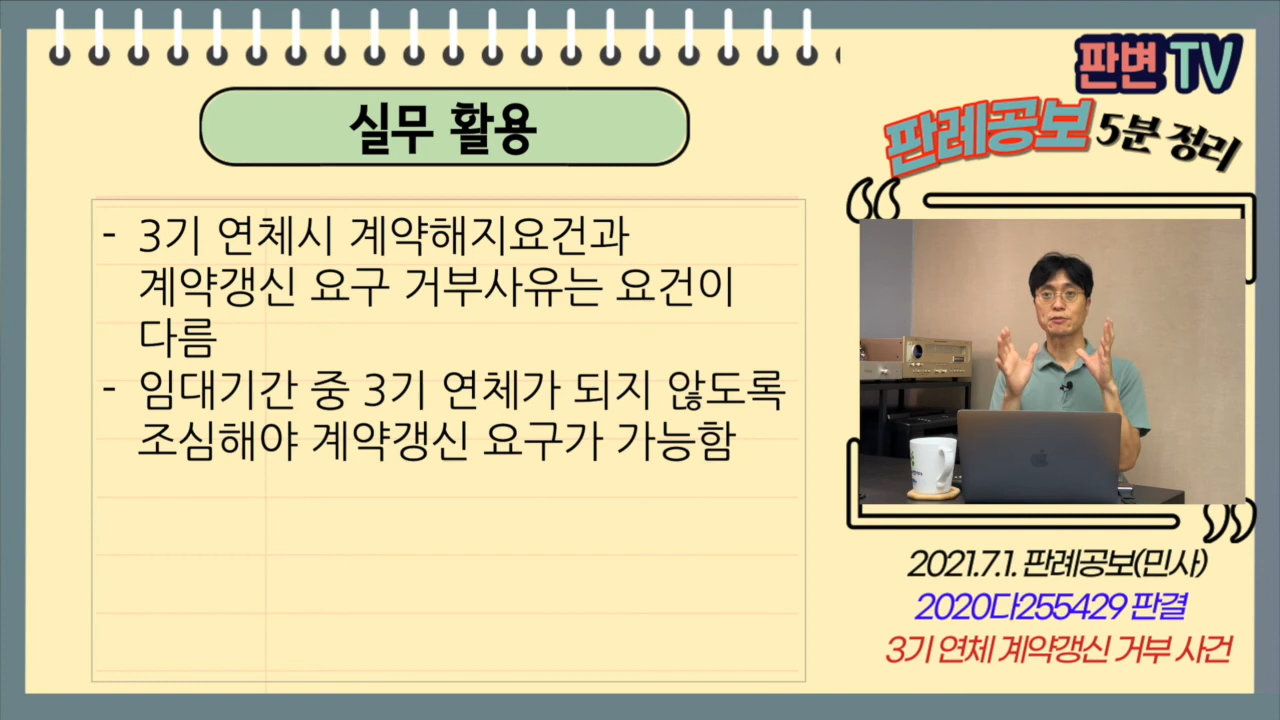 실무 활용
- 3기 연체시 계약해지요건과
계약갱신 요구 거부사유는 요건이
다름
- 임대기간 중 3기 연체가 되지 않도록
조심해야 계약갱신 요구가 가능함
판변TV
판례공보 5분 정리
2021.7.1. 판례공보(민사)
2020다255429 판결
3기 연체 계약갱신 거부 사건